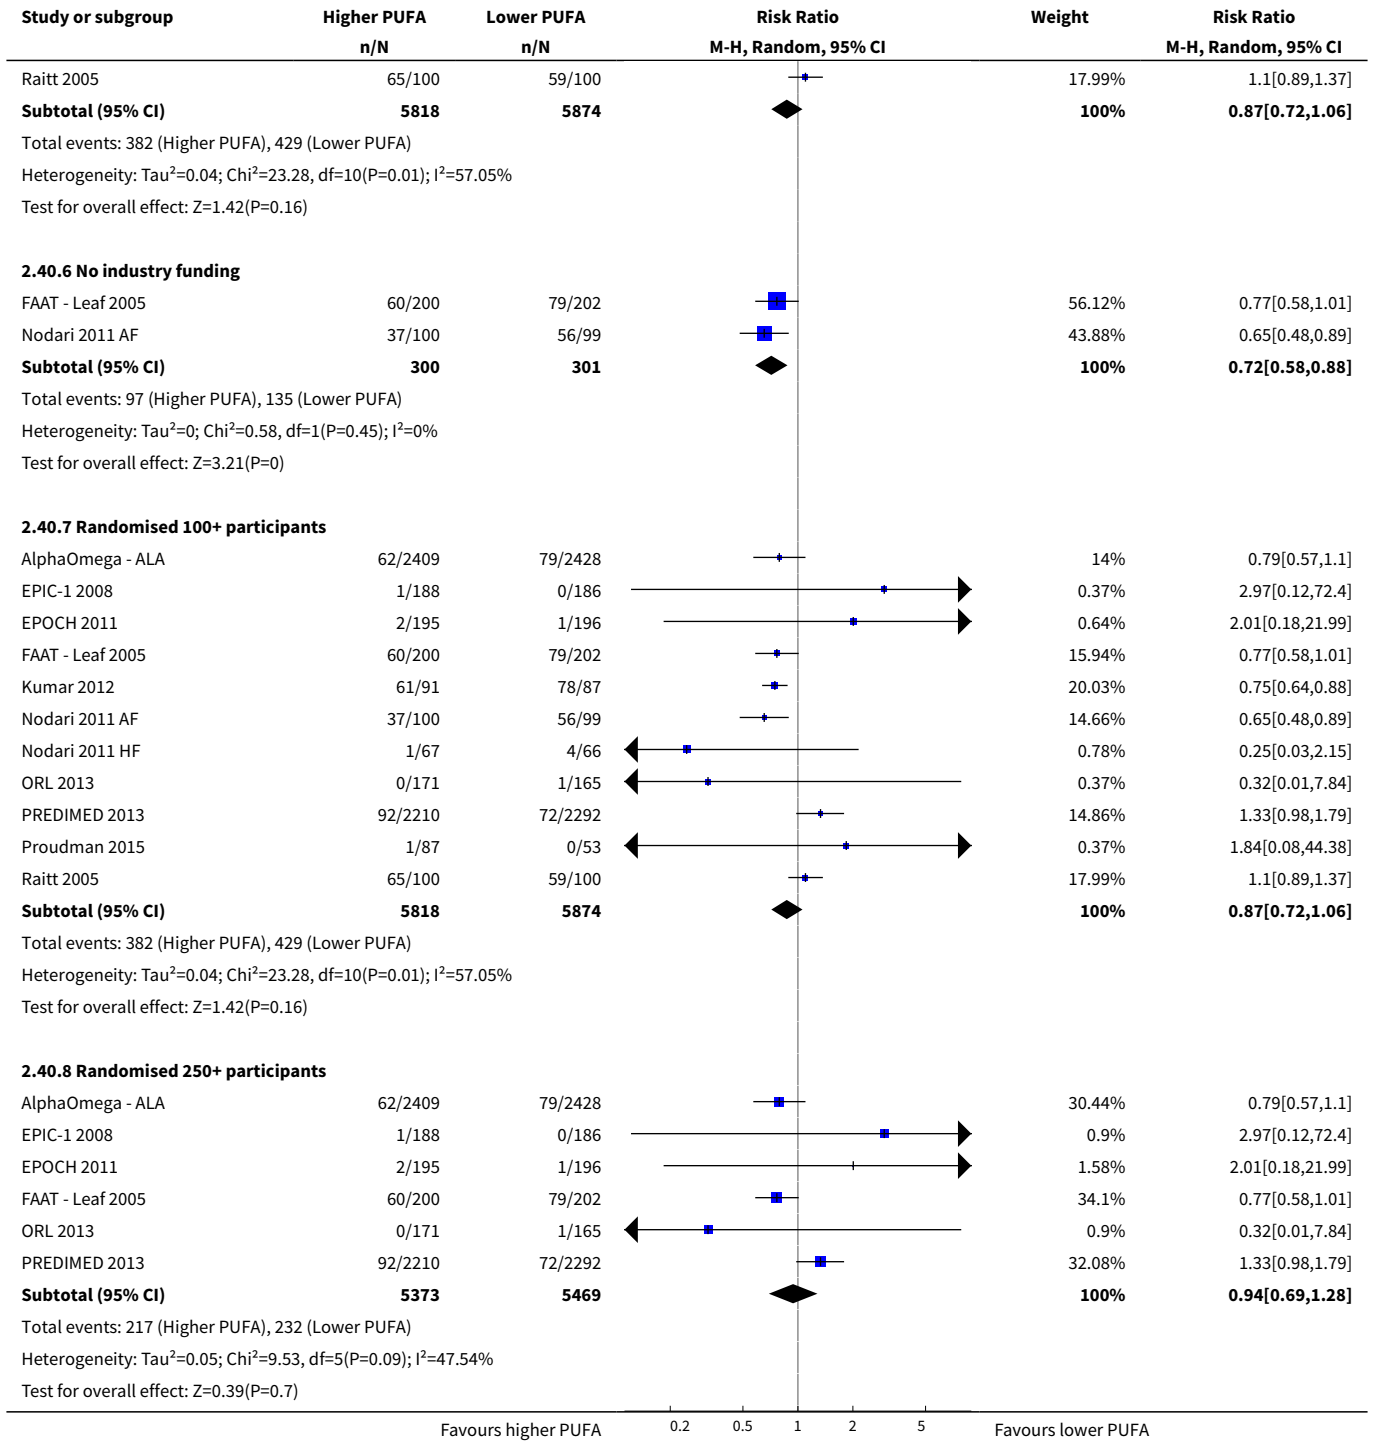 Study or subgroup Higher PUFA Lower PUFA Risk Ratio Weight Risk Ratio
n/N n/N M-H, Random, 95% CI M-H, Random, 95% CI
Raitt 2005 65/100 59/100 17.99% 1.1[0.89,1.37]
Subtotal (95% CI) 5818 5874 100% 0.87[0.72,1.06]
Total events: 382 (Higher PUFA), 429 (Lower PUFA)
Heterogeneity: Tau²=0.04; Chi²=23.28, df=10(P=0.01); I²=57.05%
Test for overall effect: Z=1.42(P=0.16)
2.40.6 No industry funding
FAAT - Leaf 2005 60/200 79/202 56.12% 0.77[0.58,1.01]
Nodari 2011 AF 37/100 56/99 43.88% 0.65[0.48,0.89]
Subtotal (95% CI) 300 301 100% 0.72[0.58,0.88]
Total events: 97 (Higher PUFA), 135 (Lower PUFA)
Heterogeneity: Tau²=0; Chi²=0.58, df=1(P=0.45); I²=0%
Test for overall effect: Z=3.21(P=0)
2.40.7 Randomised 100+ participants
AlphaOmega - ALA 62/2409 79/2428 14% 0.79[0.57,1.1]
EPIC-1 2008 1/188 0/186 0.37% 2.97[0.12,72.4]
EPOCH 2011 2/195 1/196 0.64% 2.01[0.18,21.99]
FAAT - Leaf 2005 60/200 79/202 15.94% 0.77[0.58,1.01]
Kumar 2012 61/91 78/87 20.03% 0.75[0.64,0.88]
Nodari 2011 AF 37/100 56/99 14.66% 0.65[0.48,0.89]
Nodari 2011 HF 1/67 4/66 0.78% 0.25[0.03,2.15]
ORL 2013 0/171 1/165 0.37% 0.32[0.01,7.84]
PREDIMED 2013 92/2210 72/2292 14.86% 1.33[0.98,1.79]
Proudman 2015 1/87 0/53 0.37% 1.84[0.08,44.38]
Raitt 2005 65/100 59/100 17.99% 1.1[0.89,1.37]
Subtotal (95% CI) 5818 5874 100% 0.87[0.72,1.06]
Total events: 382 (Higher PUFA), 429 (Lower PUFA)
Heterogeneity: Tau²=0.04; Chi²=23.28, df=10(P=0.01); I²=57.05%
Test for overall effect: Z=1.42(P=0.16)
2.40.8 Randomised 250+ participants
AlphaOmega - ALA 62/2409 79/2428 30.44% 0.79[0.57,1.1]
EPIC-1 2008 1/188 0/186 0.9% 2.97[0.12,72.4]
EPOCH 2011 2/195 1/196 1.58% 2.01[0.18,21.99]
FAAT - Leaf 2005 60/200 79/202 34.1% 0.77[0.58,1.01]
ORL 2013 0/171 1/165 0.9% 0.32[0.01,7.84]
PREDIMED 2013 92/2210 72/2292 32.08% 1.33[0.98,1.79]
Subtotal (95% CI) 5373 5469 100% 0.94[0.69,1.28]
Total events: 217 (Higher PUFA), 232 (Lower PUFA)
Heterogeneity: Tau²=0.05; Chi²=9.53, df=5(P=0.09); I²=47.54%
Test for overall effect: Z=0.39(P=0.7)
Favours higher PUFA 0.2 0.5 1 2 5 Favours lower PUFA